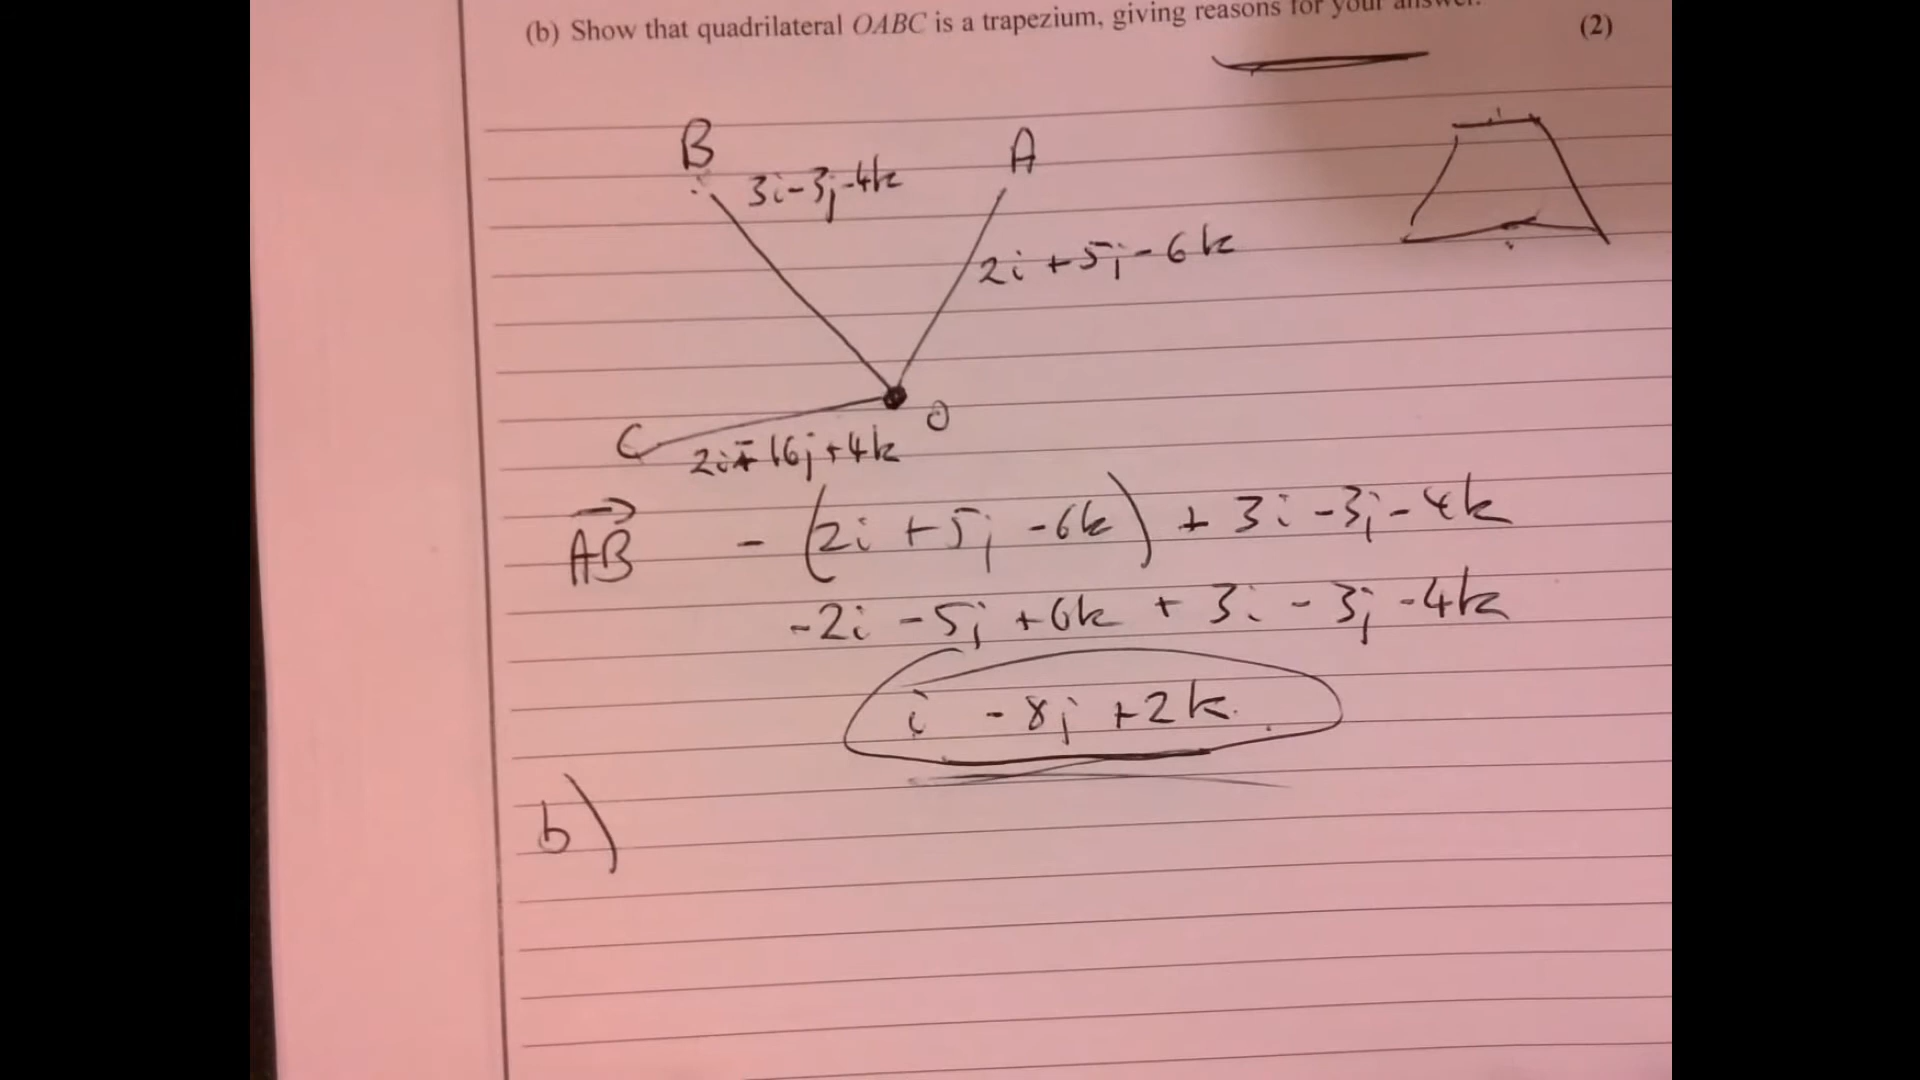 (b) Show that quadrilateral OABC is a trapezium, giving reasons for your answer.
(2)
B
A
3i-3j-4k
2i+5j-6k
O
C
2i-16j+4k
AB -(2i+5j-6k)+3i-3j-4k
-2i-5j+6k+3i-3j-4k
i-8j+2k
b)